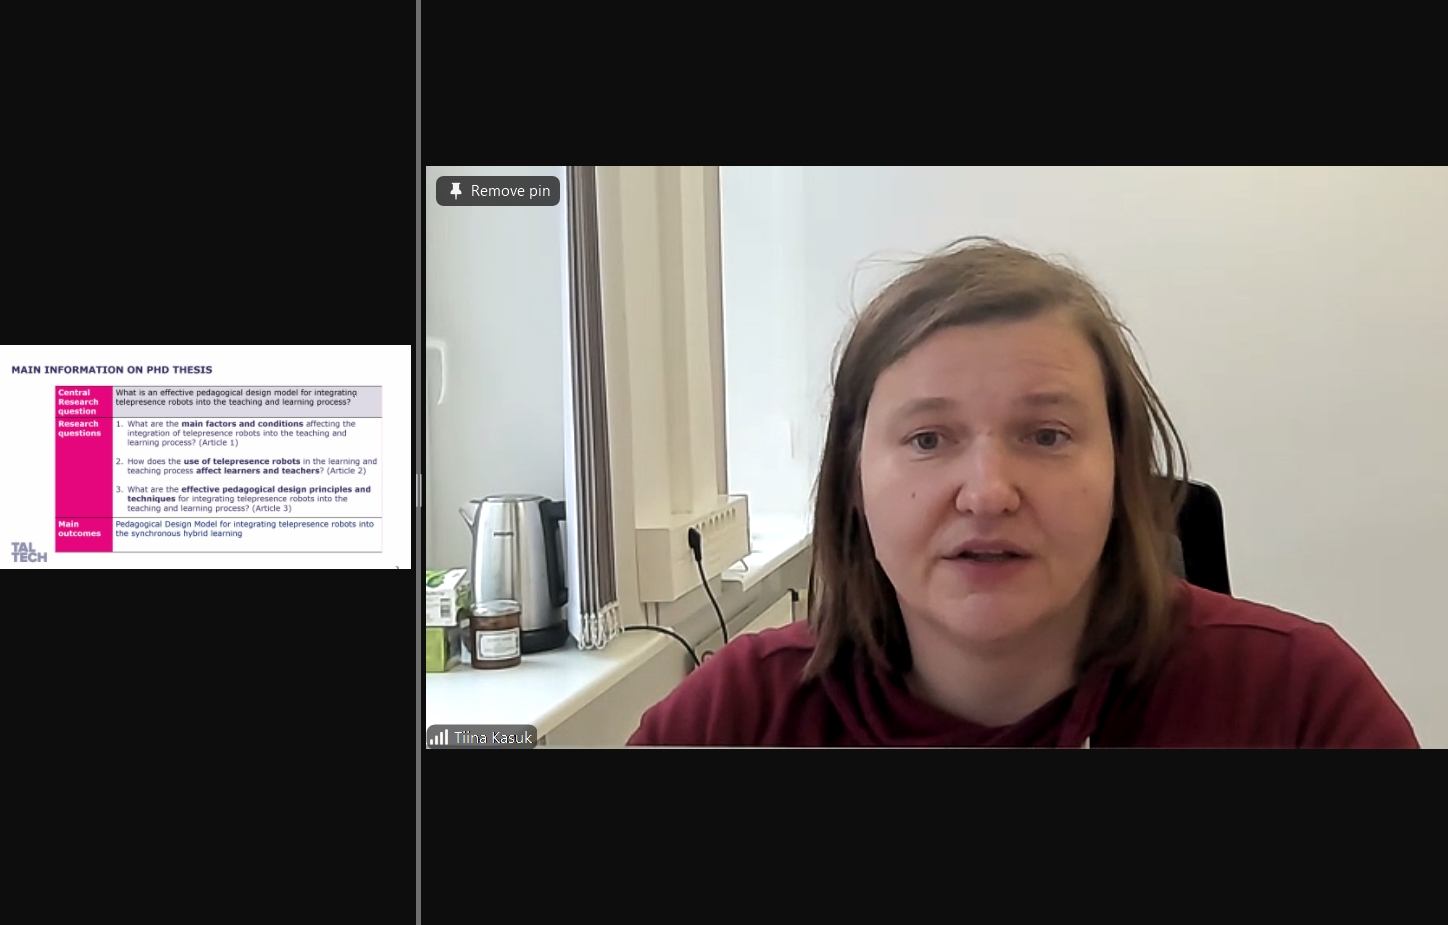 MAIN INFORMATION ON PHD THESIS
Central
Research
question
What is an effective pedagogical design model for integrating
telepresence robots into the teaching and learning process?
Research
questions
1. What are the main factors and conditions affecting the
integration of telepresence robots into the teaching and
learning process? (Article 1)
2. How does the use of telepresence robots in the learning and
teaching process affect learners and teachers? (Article 2)
3. What are the effective pedagogical design principles and
techniques for integrating telepresence robots into the
teaching and learning process? (Article 3)
Main
outcomes
Pedagogical Design Model for integrating telepresence robots into
the synchronous hybrid learning
TAL
TECH
Remove pin
PHILIPS
Tiina Kasuk